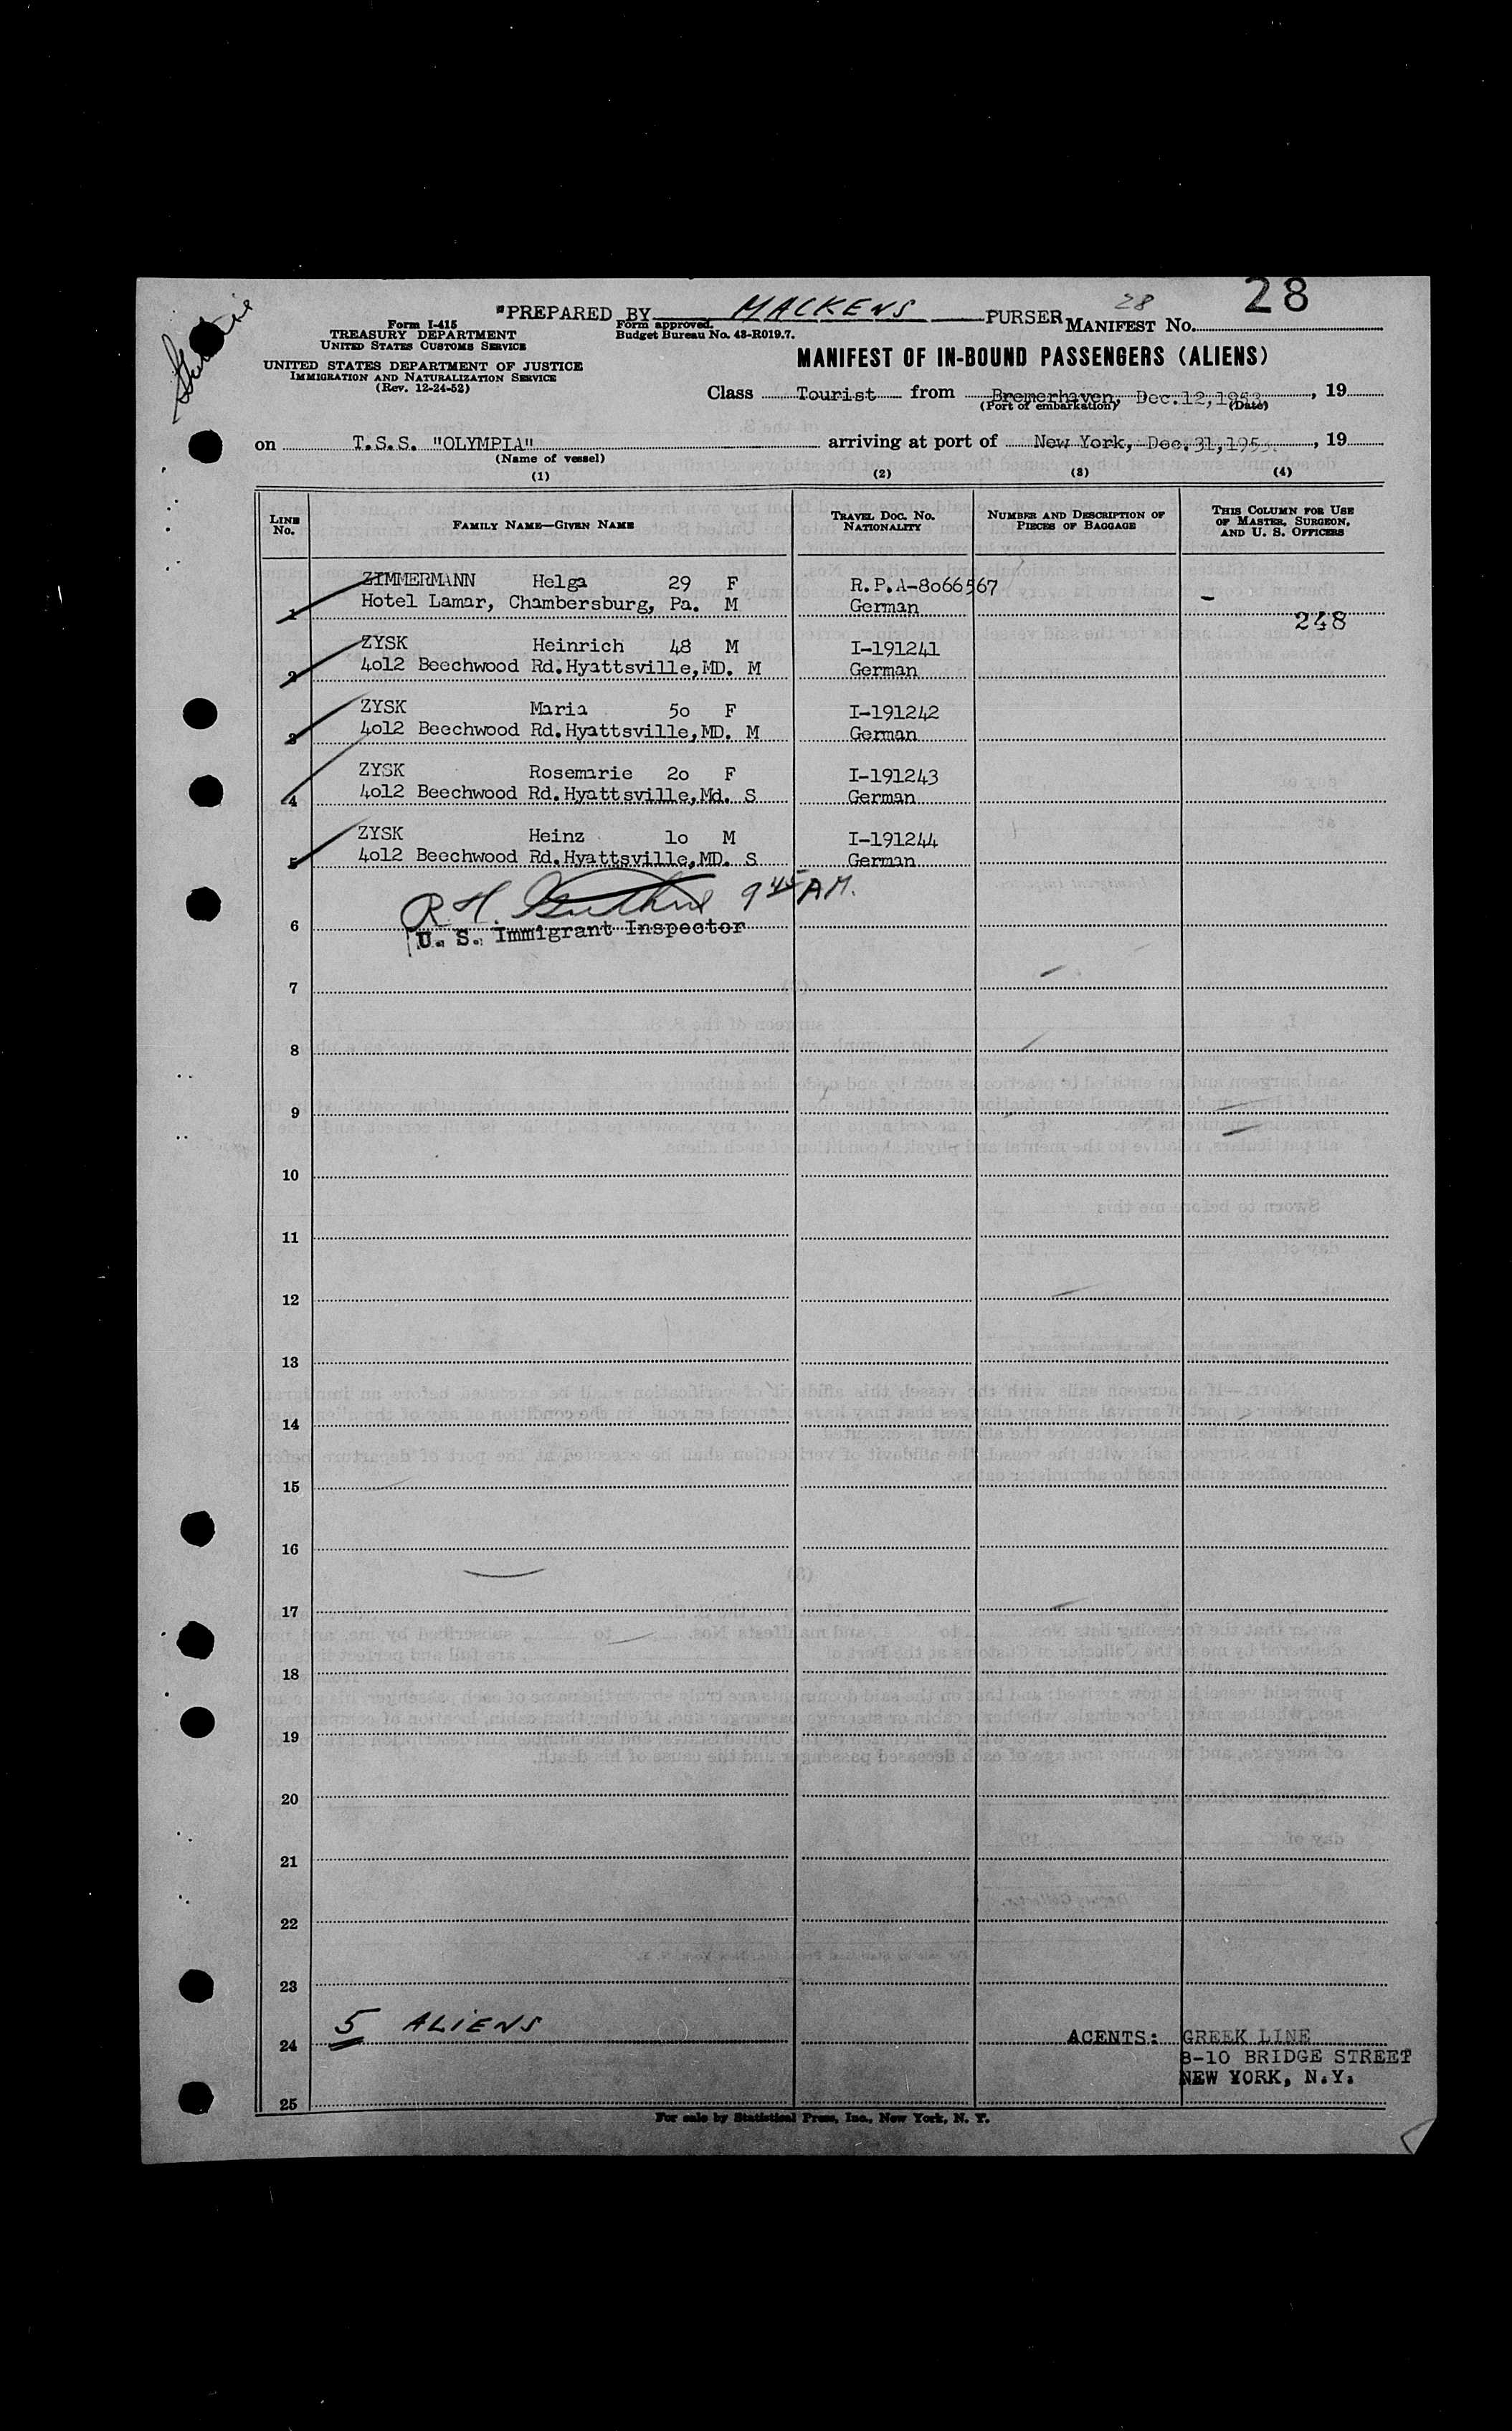 28
"PREPARED BY MACKENS PURSER
28
MANIFEST No.
Form I-415
TREASURY DEPARTMENT
UNITED STATES CUSTOMS SERVICE
Form approved.
Budget Bureau No. 43-R019.7.
UNITED STATES DEPARTMENT OF JUSTICE
IMMIGRATION AND NATURALIZATION SERVICE
(Rev. 12-24-52)
MANIFEST OF IN-BOUND PASSENGERS (ALIENS)
Class Tourist from Bremerhaven, Dec.12,1953, 19
(Port of embarkation) (Date)
on T.S.S. "OLYMPIA" arriving at port of New York, Dec.31,195 , 19
(Name of vessel)
(1) (2) (3) (4)
LINE No. FAMILY NAME—GIVEN NAME TRAVEL DOC. NO. NATIONALITY NUMBER AND DESCRIPTION OF PIECES OF BAGGAGE THIS COLUMN FOR USE OF MASTER, SURGEON, AND U. S. OFFICERS
ZIMMERMANN Helga 29 F R.P.A-8066567
1 Hotel Lamar, Chambersburg, Pa. M German - 248
ZYSK Heinrich 48 M I-191241
2 4012 Beechwood Rd.Hyattsville,MD. M German
ZYSK Maria 50 F I-191242
3 4012 Beechwood Rd.Hyattsville,MD. M German
ZYSK Rosemarie 20 F I-191243
4 4012 Beechwood Rd.Hyattsville,Md. S German
ZYSK Heinz 10 M I-191244
5 4012 Beechwood Rd.Hyattsville,MD. S German
R.H. 9 45 A.M.
6 U. S. Immigrant Inspector
7
8
9
10
11
12
13
14
15
16
17
18
19
20
21
22
23
5 ALIENS
24 AGENTS: GREEK LINE
8-10 BRIDGE STREET
NEW YORK, N.Y.
25
For sale by Statistical Press, Inc., New York, N. Y.